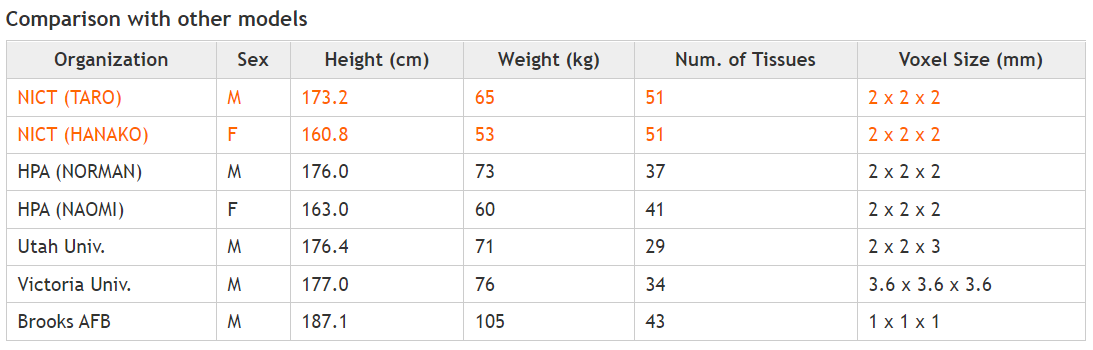 Comparison with other models
Organization Sex Height (cm) Weight (kg) Num. of Tissues Voxel Size (mm)
NICT (TARO) M 173.2 65 51 2 x 2 x 2
NICT (HANAKO) F 160.8 53 51 2 x 2 x 2
HPA (NORMAN) M 176.0 73 37 2 x 2 x 2
HPA (NAOMI) F 163.0 60 41 2 x 2 x 2
Utah Univ. M 176.4 71 29 2 x 2 x 3
Victoria Univ. M 177.0 76 34 3.6 x 3.6 x 3.6
Brooks AFB M 187.1 105 43 1 x 1 x 1